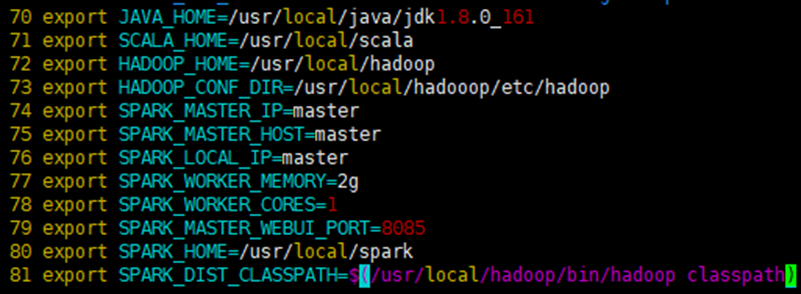 70 export JAVA_HOME=/usr/local/java/jdk1.8.0_161
71 export SCALA_HOME=/usr/local/scala
72 export HADOOP_HOME=/usr/local/hadoop
73 export HADOOP_CONF_DIR=/usr/local/hadooop/etc/hadoop
74 export SPARK_MASTER_IP=master
75 export SPARK_MASTER_HOST=master
76 export SPARK_LOCAL_IP=master
77 export SPARK_WORKER_MEMORY=2g
78 export SPARK_WORKER_CORES=1
79 export SPARK_MASTER_WEBUI_PORT=8085
80 export SPARK_HOME=/usr/local/spark
81 export SPARK_DIST_CLASSPATH=$(/usr/local/hadoop/bin/hadoop classpath)